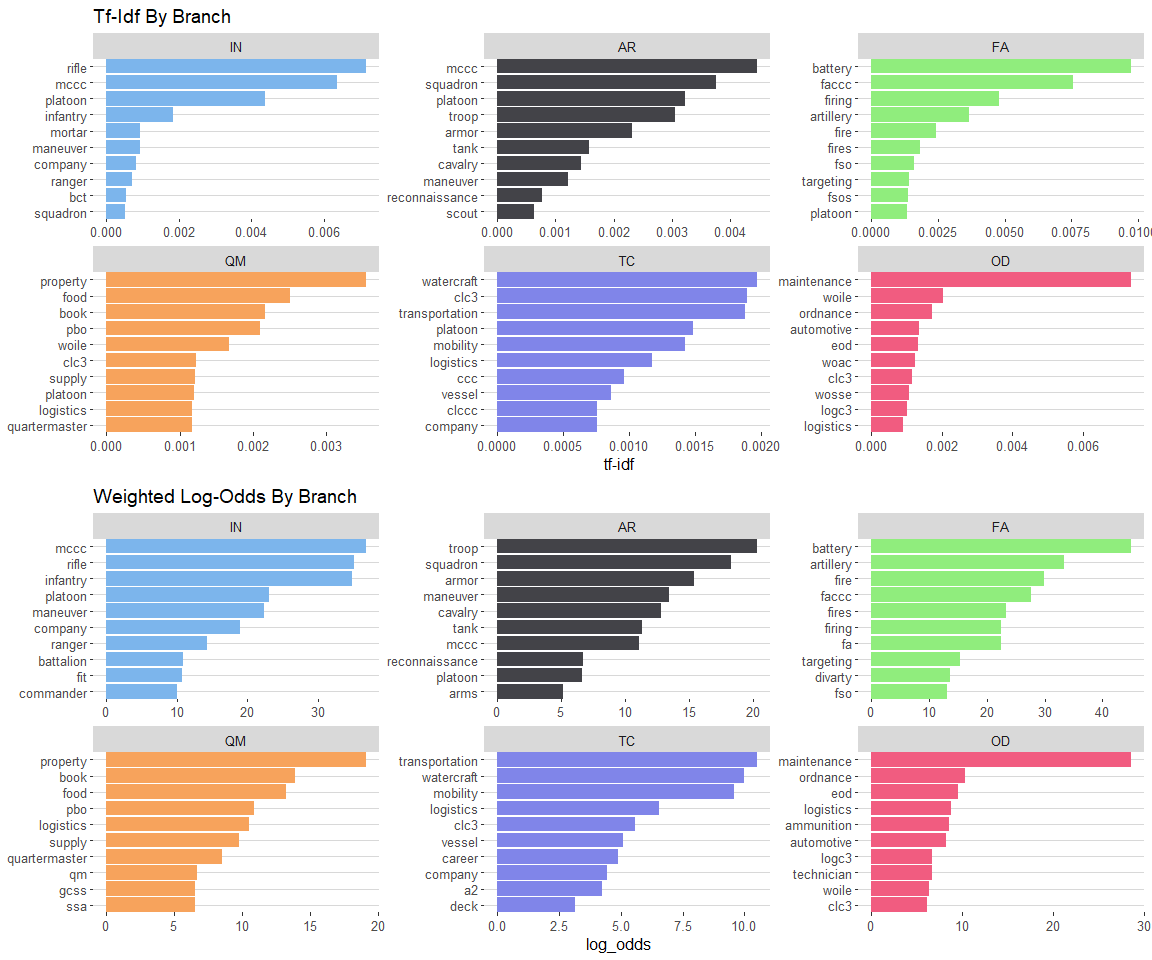 Tf-Idf By Branch
IN
rifle
mccc
platoon
infantry
mortar
maneuver
company
ranger
bct
squadron
0.000 0.002 0.004 0.006
AR
mccc
squadron
platoon
troop
armor
tank
cavalry
maneuver
reconnaissance
scout
0.000 0.001 0.002 0.003 0.004
FA
battery
faccc
firing
artillery
fire
fires
fso
targeting
fsos
platoon
0.0000 0.0025 0.0050 0.0075 0.0100
QM
property
food
book
pbo
woile
clc3
supply
platoon
logistics
quartermaster
0.000 0.001 0.002 0.003
TC
watercraft
clc3
transportation
platoon
mobility
logistics
ccc
vessel
clccc
company
0.0000 0.0005 0.0010 0.0015 0.0020
OD
maintenance
woile
ordnance
automotive
eod
woac
clc3
wosse
logc3
logistics
0.000 0.002 0.004 0.006
tf-idf
Weighted Log-Odds By Branch
IN
mccc
rifle
infantry
platoon
maneuver
company
ranger
battalion
fit
commander
0 10 20 30
AR
troop
squadron
armor
maneuver
cavalry
tank
mccc
reconnaissance
platoon
arms
0 5 10 15 20
FA
battery
artillery
fire
faccc
fires
firing
fa
targeting
divarty
fso
0 10 20 30 40
QM
property
book
food
pbo
logistics
supply
quartermaster
qm
gcss
ssa
0 5 10 15 20
TC
transportation
watercraft
mobility
logistics
clc3
vessel
career
company
a2
deck
0.0 2.5 5.0 7.5 10.0
OD
maintenance
ordnance
eod
logistics
ammunition
automotive
logc3
technician
woile
clc3
0 10 20 30
log_odds